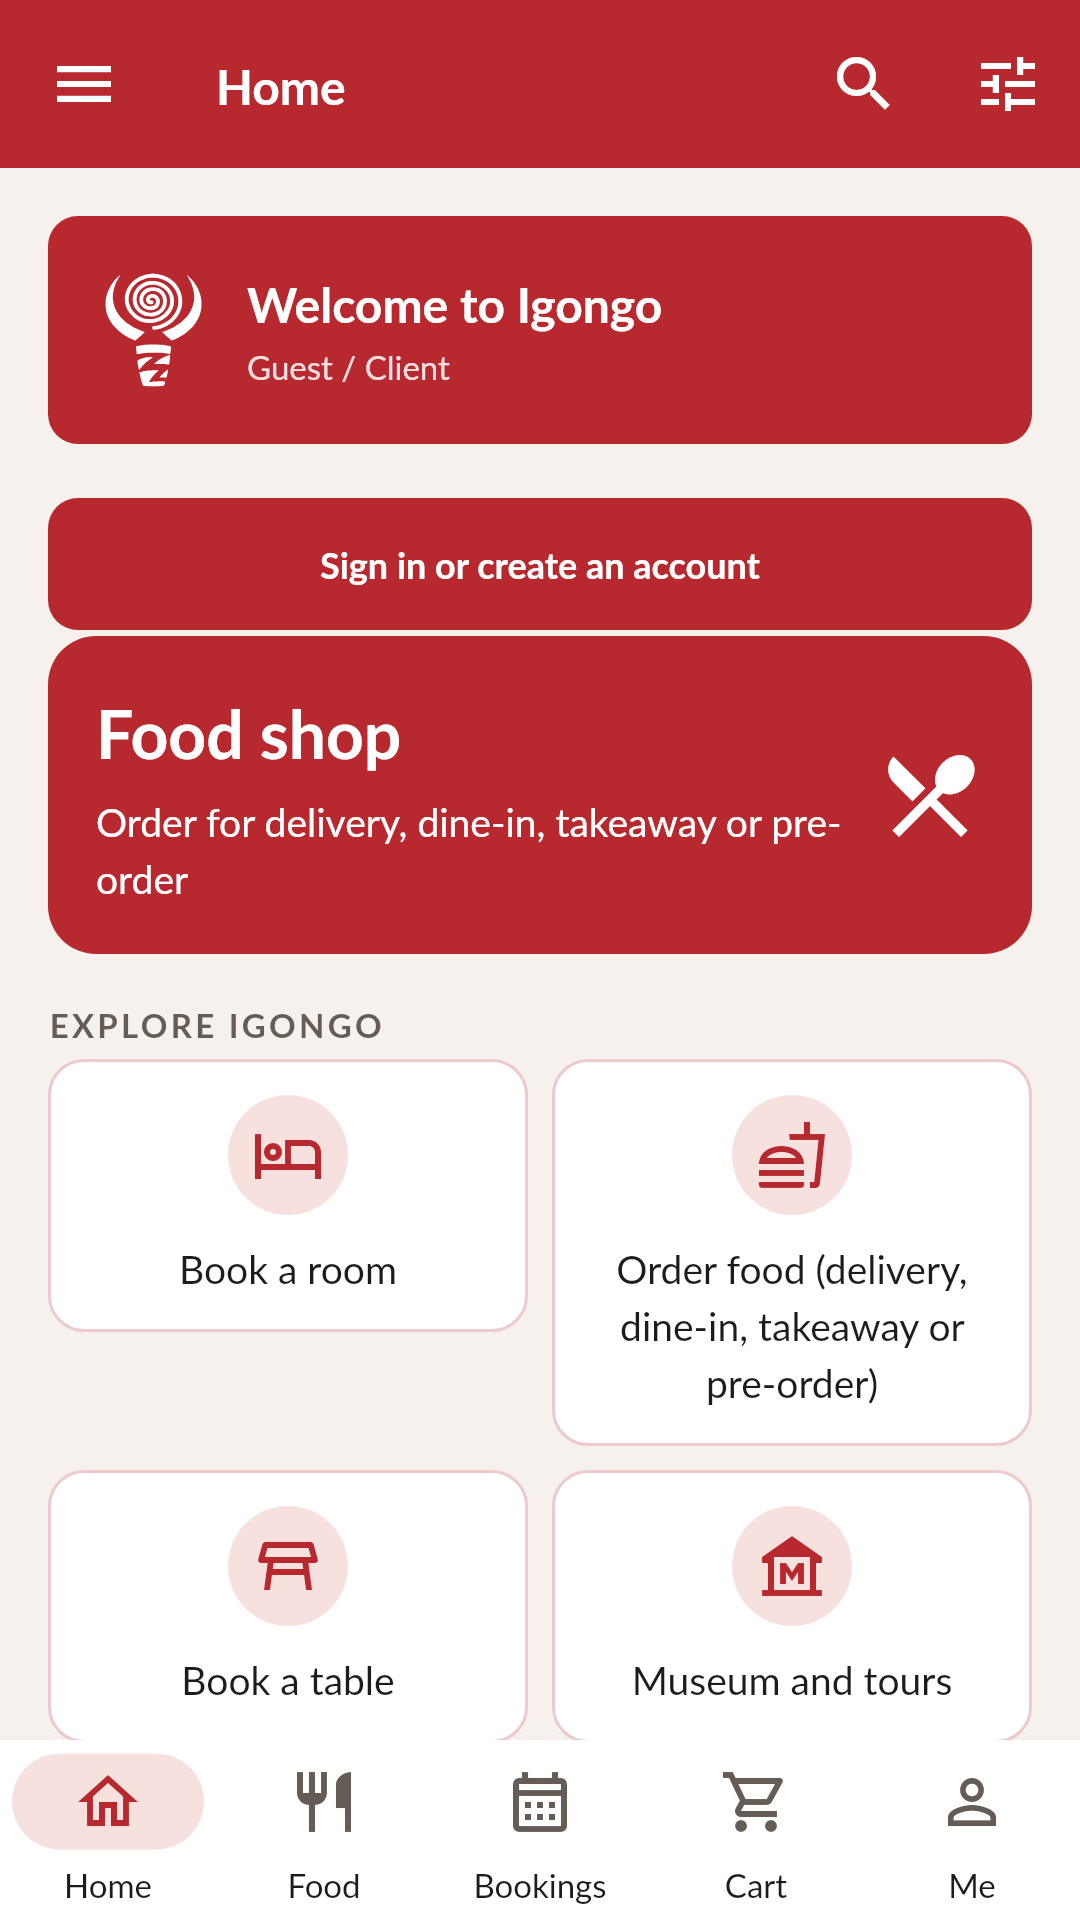 Home
Welcome to Igongo
Guest / Client
Sign in or create an account
Food shop
Order for delivery, dine-in, takeaway or pre-
order
EXPLORE IGONGO
Book a room
Order food (delivery,
dine-in, takeaway or
pre-order)
Book a table
M
Museum and tours
Home
Food
Bookings
Cart
Me